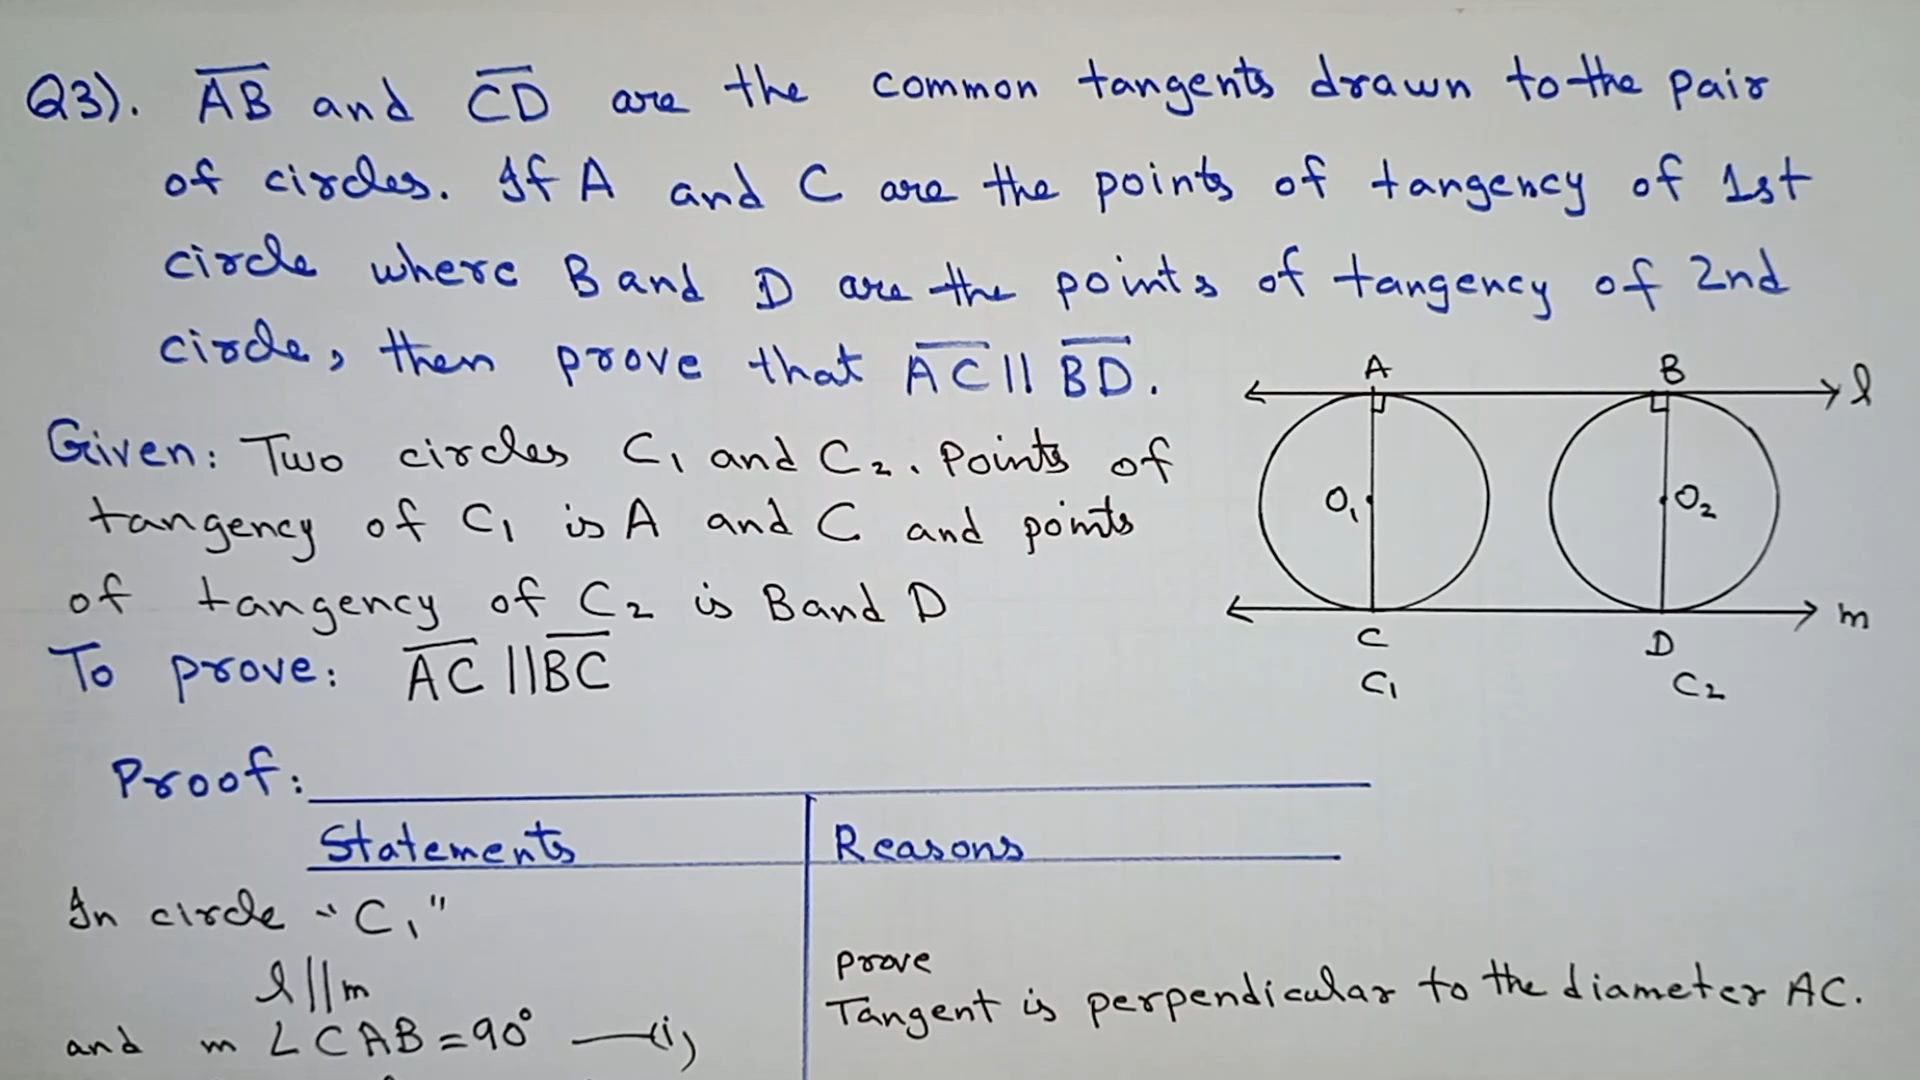 Q3). AB and CD are the common tangents drawn to the pair
of circles. If A and C are the points of tangency of 1st
circle where B and D are the points of tangency of 2nd
circle, then prove that AC || BD.
Given: Two circles C₁ and C₂. Points of
tangency of C₁ is A and C and points
of tangency of C₂ is B and D
To prove: AC || BC
A B l
O₁ O₂
C D m
C₁ C₂
Proof:
Statements Reasons
In circle "C₁"
l || m prove
Tangent is perpendicular to the diameter AC.
and m∠CAB = 90° —(i)